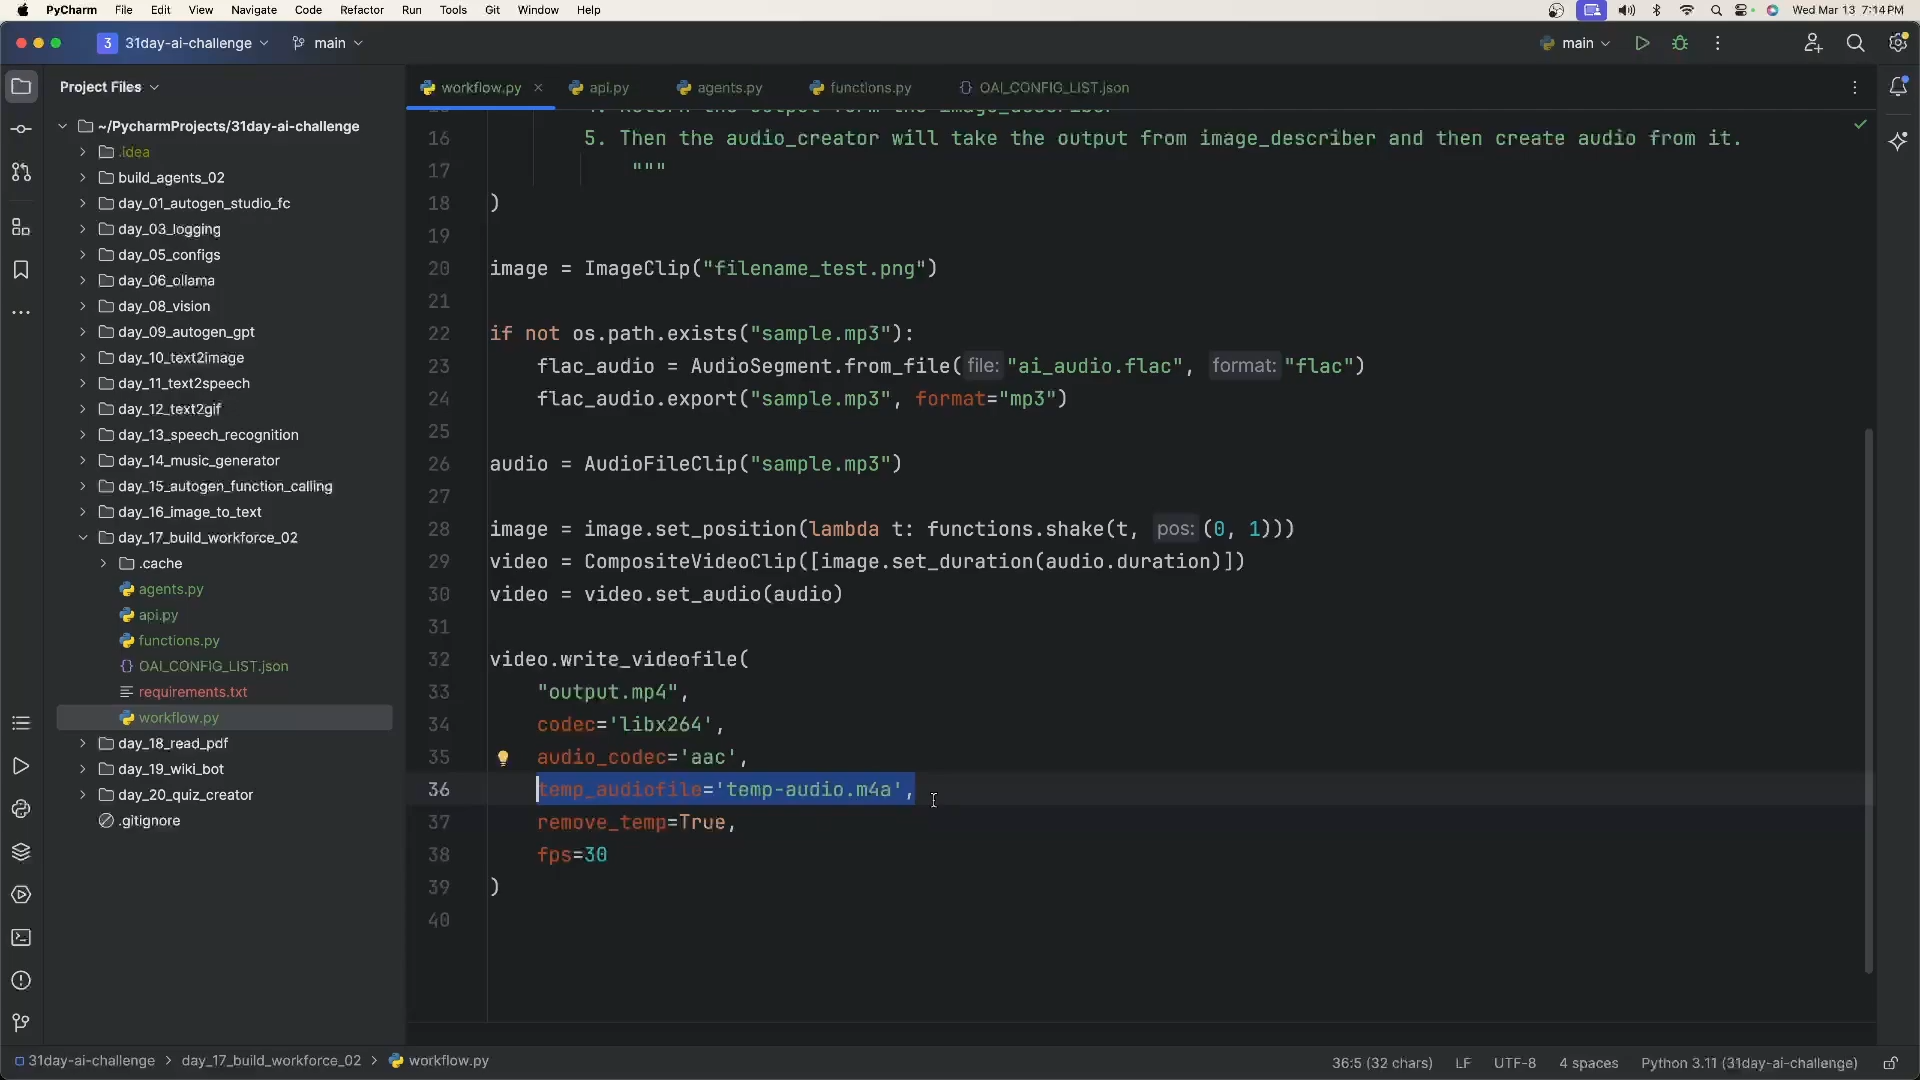 PyCharm File Edit View Navigate Code Refactor Run Tools Git Window Help Wed Mar 13 7:14 PM
3 31day-ai-challenge main main
Project Files
workflow.py api.py agents.py functions.py {} OAI_CONFIG_LIST.json
~/PycharmProjects/31day-ai-challenge
.idea
build_agents_02
day_01_autogen_studio_fc
day_03_logging
day_05_configs
day_06_ollama
day_08_vision
day_09_autogen_gpt
day_10_text2image
day_11_text2speech
day_12_text2gif
day_13_speech_recognition
day_14_music_generator
day_15_autogen_function_calling
day_16_image_to_text
day_17_build_workforce_02
.cache
agents.py
api.py
functions.py
{} OAI_CONFIG_LIST.json
requirements.txt
workflow.py
day_18_read_pdf
day_19_wiki_bot
day_20_quiz_creator
.gitignore
16 5. Then the audio_creator will take the output from image_describer and then create audio from it.
17 """
18 )
19
20 image = ImageClip("filename_test.png")
21
22 if not os.path.exists("sample.mp3"):
23 flac_audio = AudioSegment.from_file( file: "ai_audio.flac", format: "flac")
24 flac_audio.export("sample.mp3", format="mp3")
25
26 audio = AudioFileClip("sample.mp3")
27
28 image = image.set_position(lambda t: functions.shake(t, pos: (0, 1)))
29 video = CompositeVideoClip([image.set_duration(audio.duration)])
30 video = video.set_audio(audio)
31
32 video.write_videofile(
33 "output.mp4",
34 codec='libx264',
35 audio_codec='aac',
36 temp_audiofile='temp-audio.m4a',
37 remove_temp=True,
38 fps=30
39 )
40
31day-ai-challenge > day_17_build_workforce_02 > workflow.py 36:5 (32 chars) LF UTF-8 4 spaces Python 3.11 (31day-ai-challenge)